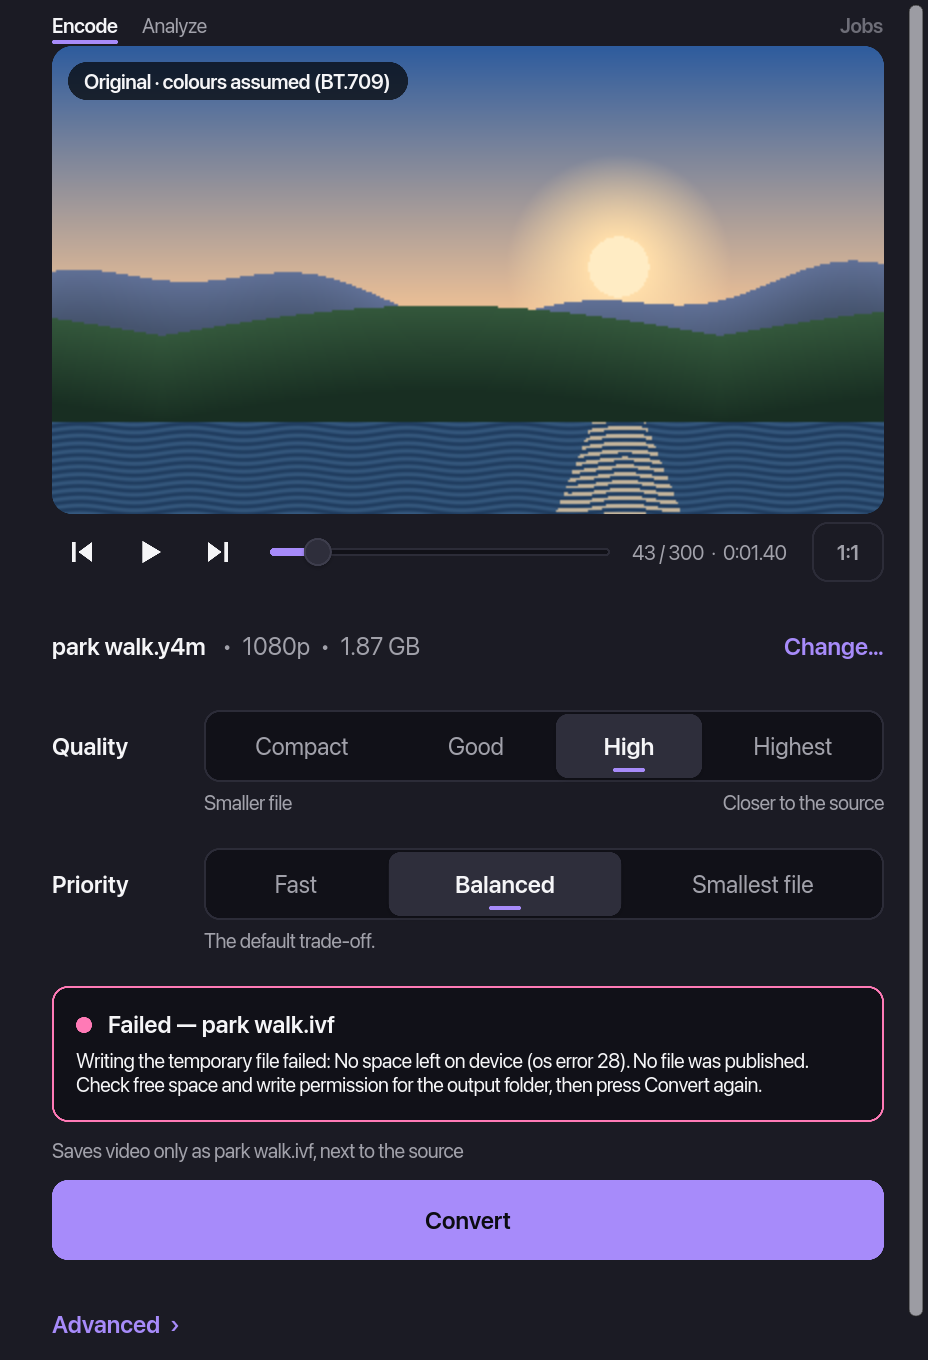 Encode Analyze Jobs
Original · colours assumed (BT.709)
43 / 300 · 0:01.40 1:1
park walk.y4m • 1080p • 1.87 GB Change...
Quality Compact Good High Highest
Smaller file Closer to the source
Priority Fast Balanced Smallest file
The default trade-off.
Failed — park walk.ivf
Writing the temporary file failed: No space left on device (os error 28). No file was published.
Check free space and write permission for the output folder, then press Convert again.
Saves video only as park walk.ivf, next to the source
Convert
Advanced ›